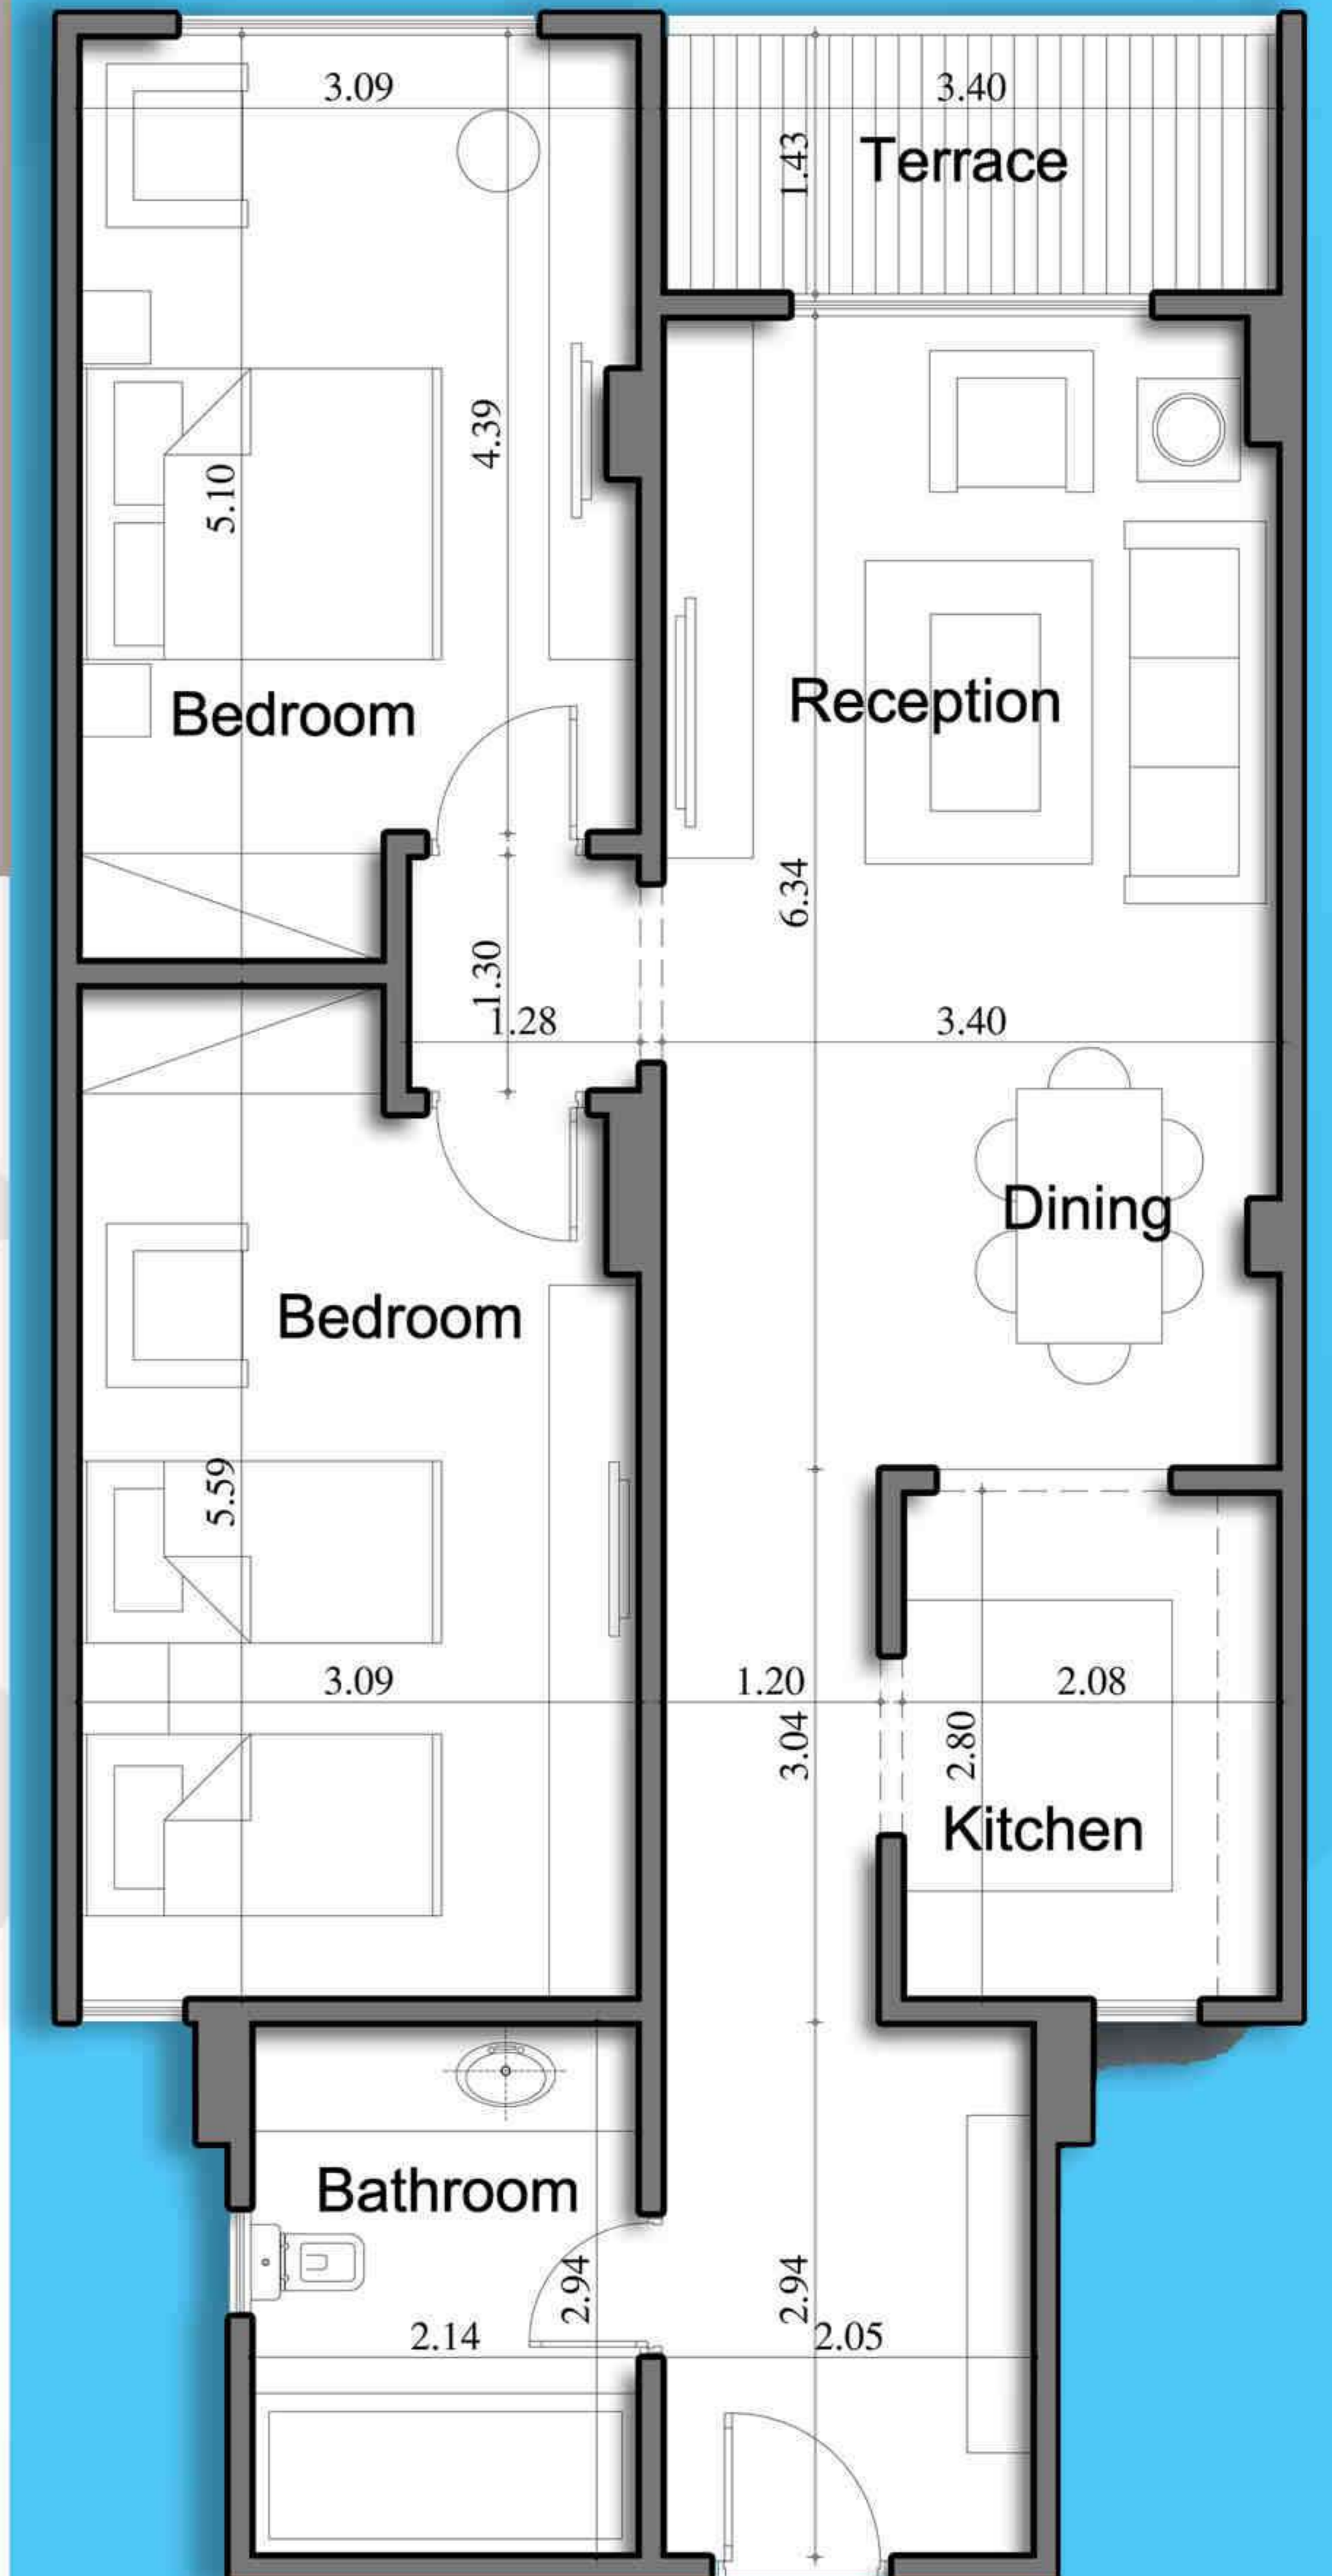 3.09
3.40
1.43
Terrace
4.39
5.10
Bedroom
Reception
6.34
1.30
1.28
3.40
Dining
Bedroom
5.59
3.09
1.20
2.08
3.04
2.80
Kitchen
Bathroom
2.94
2.94
2.14
2.05